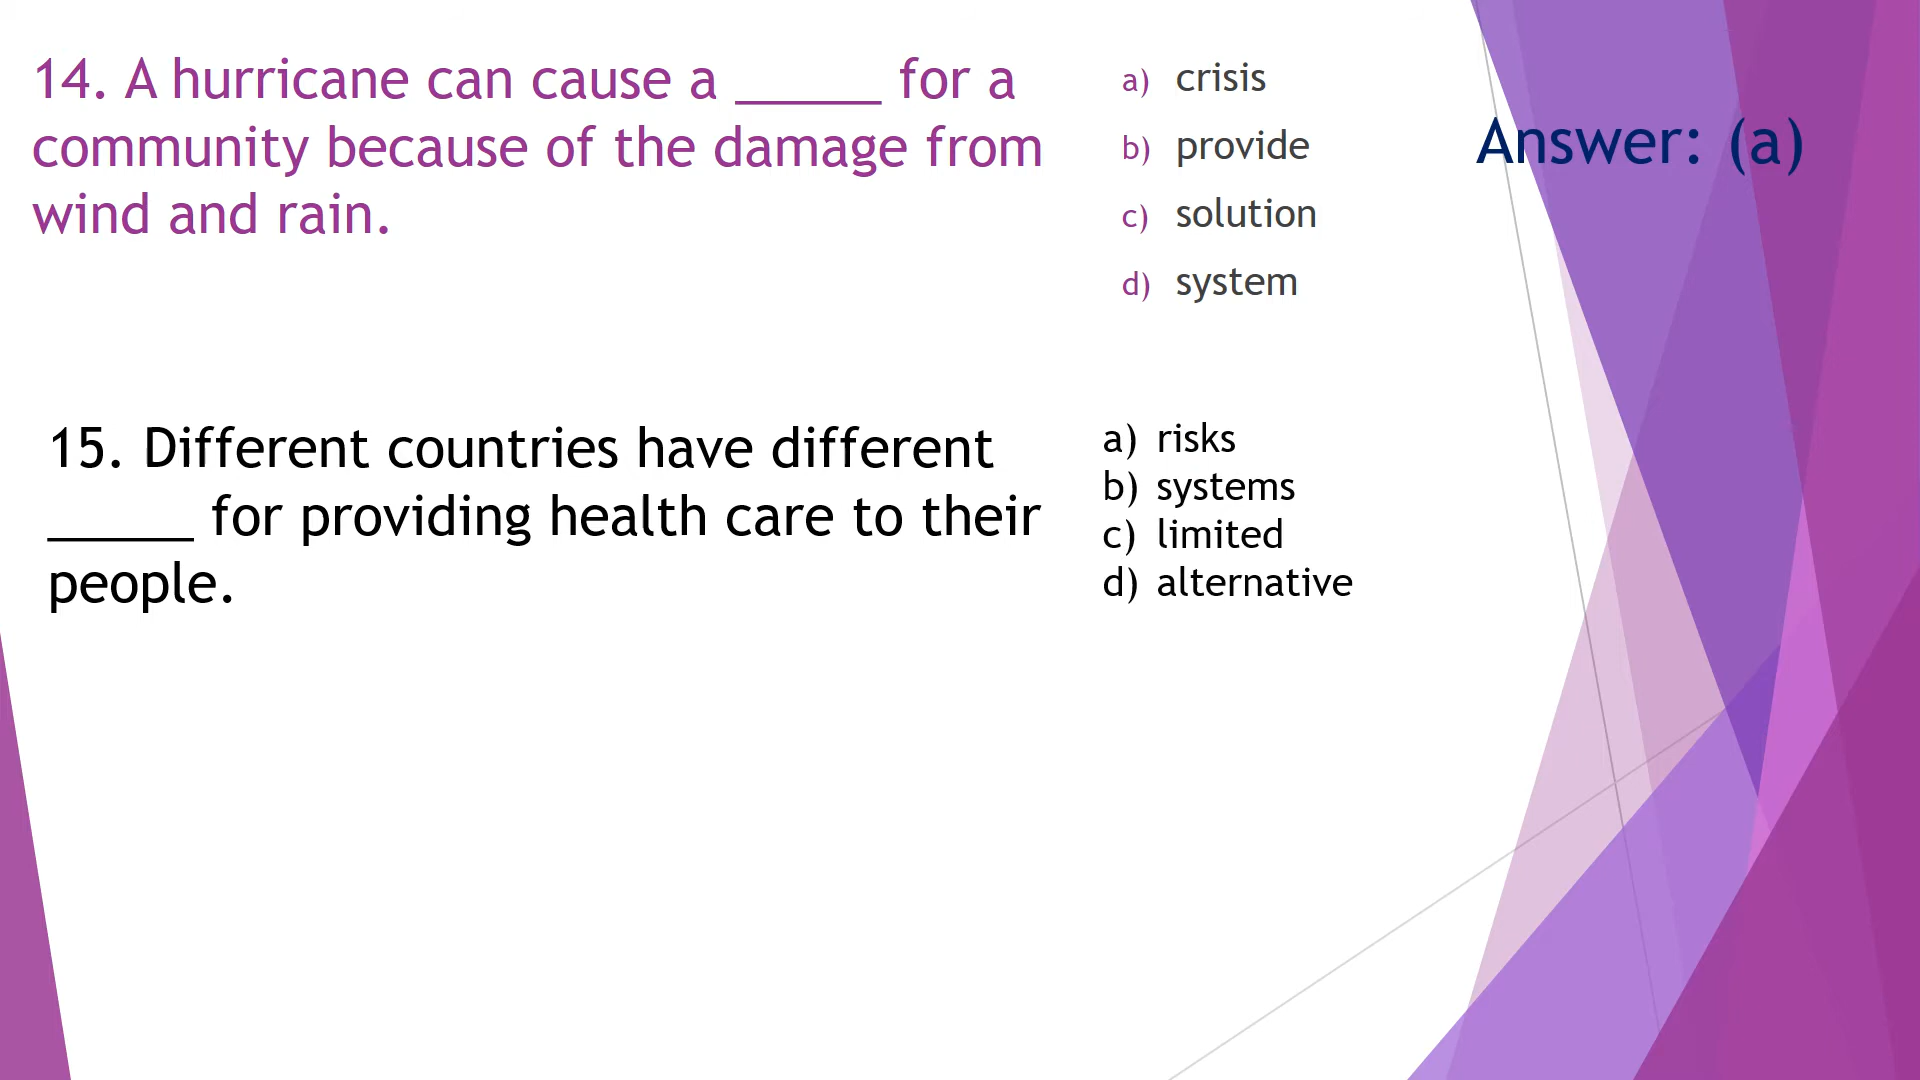 14. A hurricane can cause a _____ for a
community because of the damage from
wind and rain.
a) crisis
b) provide
c) solution
d) system
Answer: (a)
15. Different countries have different
_____ for providing health care to their
people.
a) risks
b) systems
c) limited
d) alternative